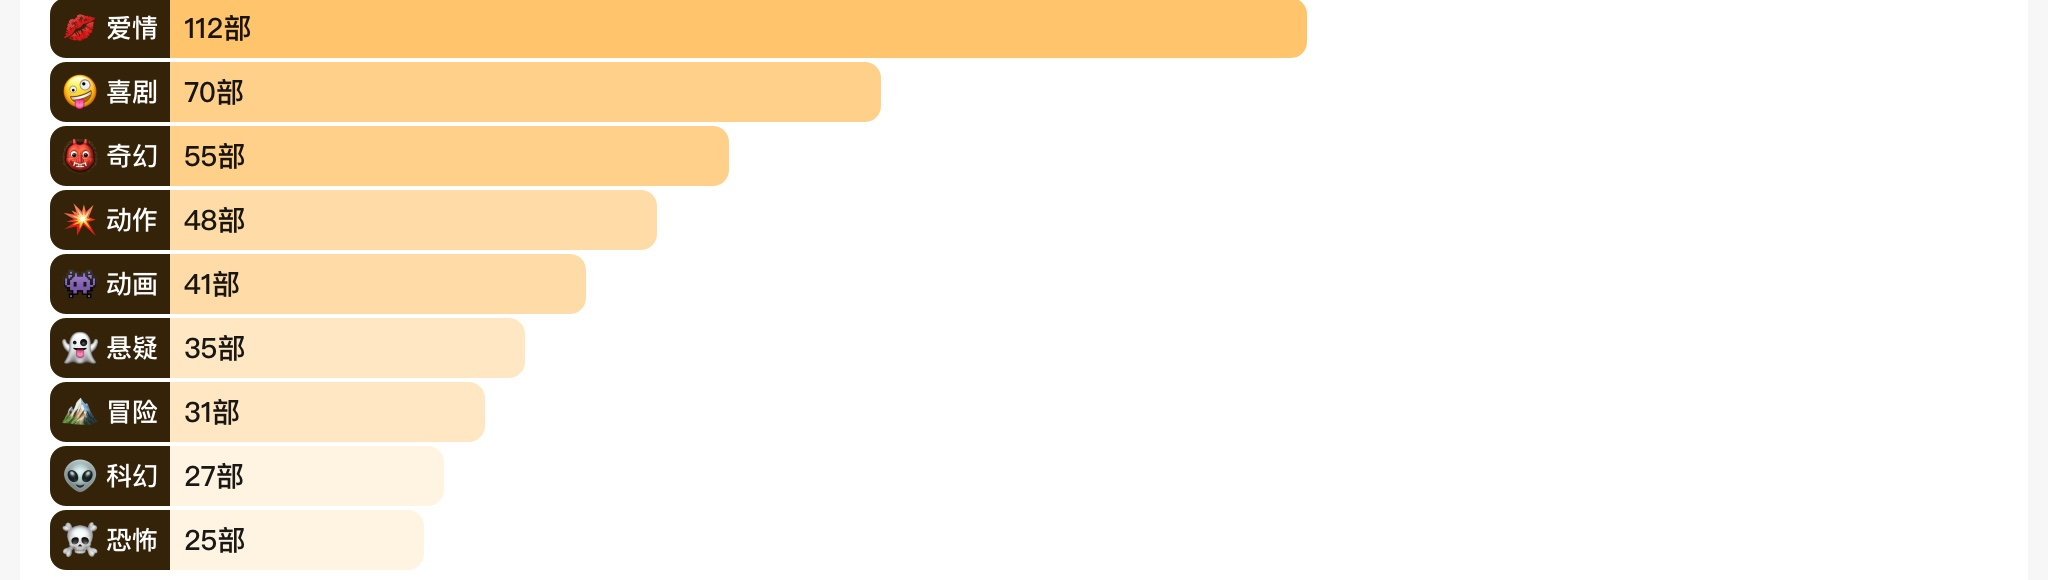 爱情 112部
喜剧 70部
奇幻 55部
动作 48部
动画 41部
悬疑 35部
冒险 31部
科幻 27部
恐怖 25部